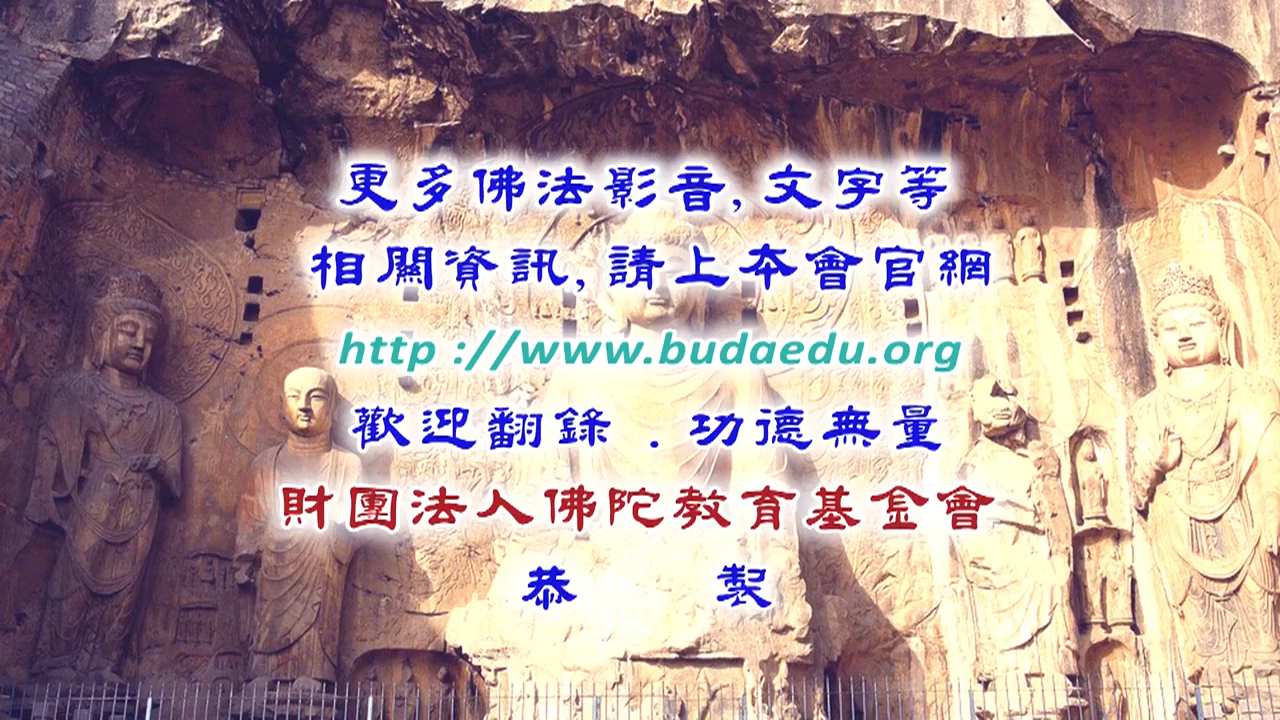 更多佛法影音,文字等
相關資訊,請上本會官網
http ://www.budaedu.org
歡迎翻錄 . 功德無量
財團法人佛陀教育基金會
恭 製